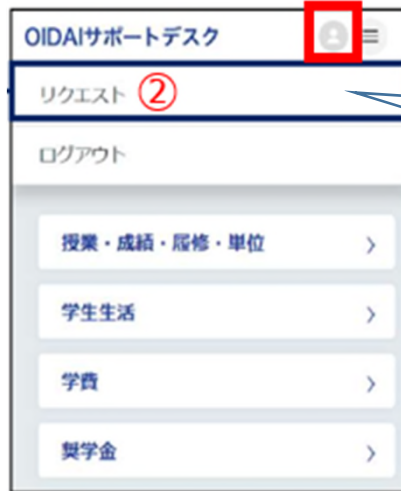 OIDAIサポートデスク
リクエスト ②
ログアウト
授業・成績・履修・単位
学生生活
学費
奨学金